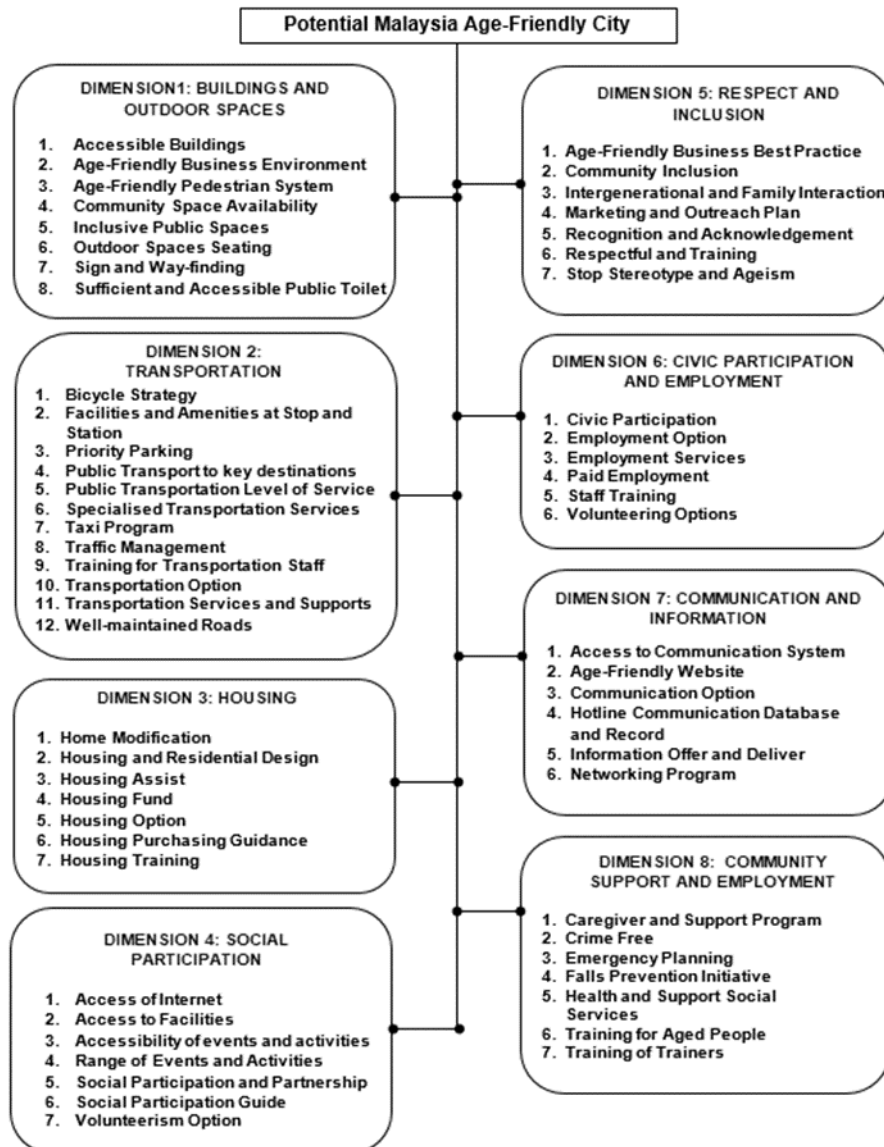 Potential Malaysia Age-Friendly City
DIMENSION1: BUILDINGS AND
OUTDOOR SPACES
1. Accessible Buildings
2. Age-Friendly Business Environment
3. Age-Friendly Pedestrian System
4. Community Space Availability
5. Inclusive Public Spaces
6. Outdoor Spaces Seating
7. Sign and Way-finding
8. Sufficient and Accessible Public Toilet
DIMENSION 2:
TRANSPORTATION
1. Bicycle Strategy
2. Facilities and Amenities at Stop and
Station
3. Priority Parking
4. Public Transport to key destinations
5. Public Transportation Level of Service
6. Specialised Transportation Services
7. Taxi Program
8. Traffic Management
9. Training for Transportation Staff
10. Transportation Option
11. Transportation Services and Supports
12. Well-maintained Roads
DIMENSION 3: HOUSING
1. Home Modification
2. Housing and Residential Design
3. Housing Assist
4. Housing Fund
5. Housing Option
6. Housing Purchasing Guidance
7. Housing Training
DIMENSION 4: SOCIAL
PARTICIPATION
1. Access of Internet
2. Access to Facilities
3. Accessibility of events and activities
4. Range of Events and Activities
5. Social Participation and Partnership
6. Social Participation Guide
7. Volunteerism Option
DIMENSION 5: RESPECT AND
INCLUSION
1. Age-Friendly Business Best Practice
2. Community Inclusion
3. Intergenerational and Family Interaction
4. Marketing and Outreach Plan
5. Recognition and Acknowledgement
6. Respectful and Training
7. Stop Stereotype and Ageism
DIMENSION 6: CIVIC PARTICIPATION
AND EMPLOYMENT
1. Civic Participation
2. Employment Option
3. Employment Services
4. Paid Employment
5. Staff Training
6. Volunteering Options
DIMENSION 7: COMMUNICATION AND
INFORMATION
1. Access to Communication System
2. Age-Friendly Website
3. Communication Option
4. Hotline Communication Database
and Record
5. Information Offer and Deliver
6. Networking Program
DIMENSION 8: COMMUNITY
SUPPORT AND EMPLOYMENT
1. Caregiver and Support Program
2. Crime Free
3. Emergency Planning
4. Falls Prevention Initiative
5. Health and Support Social
Services
6. Training for Aged People
7. Training of Trainers